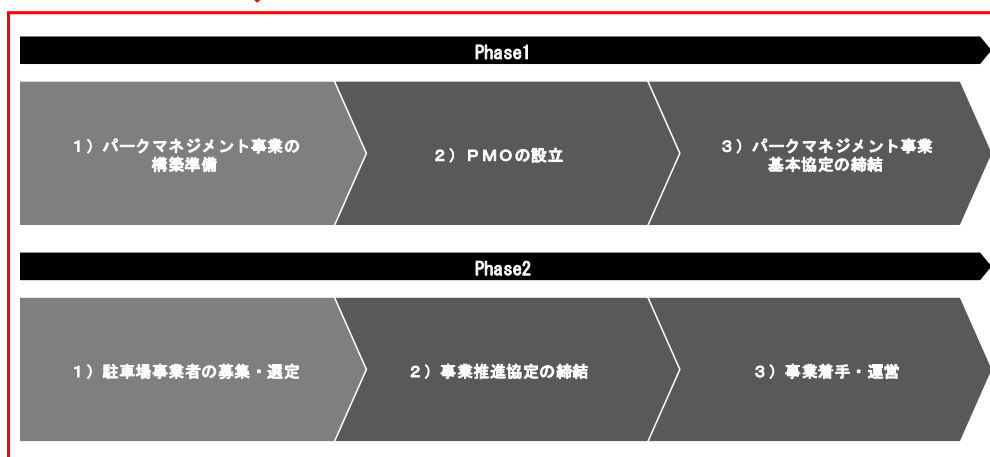 Phase1
1）パークマネジメント事業の
構築準備
2）ＰＭＯの設立
3）パークマネジメント事業
基本協定の締結
Phase2
1）駐車場事業者の募集・選定
2）事業推進協定の締結
3）事業着手・運営